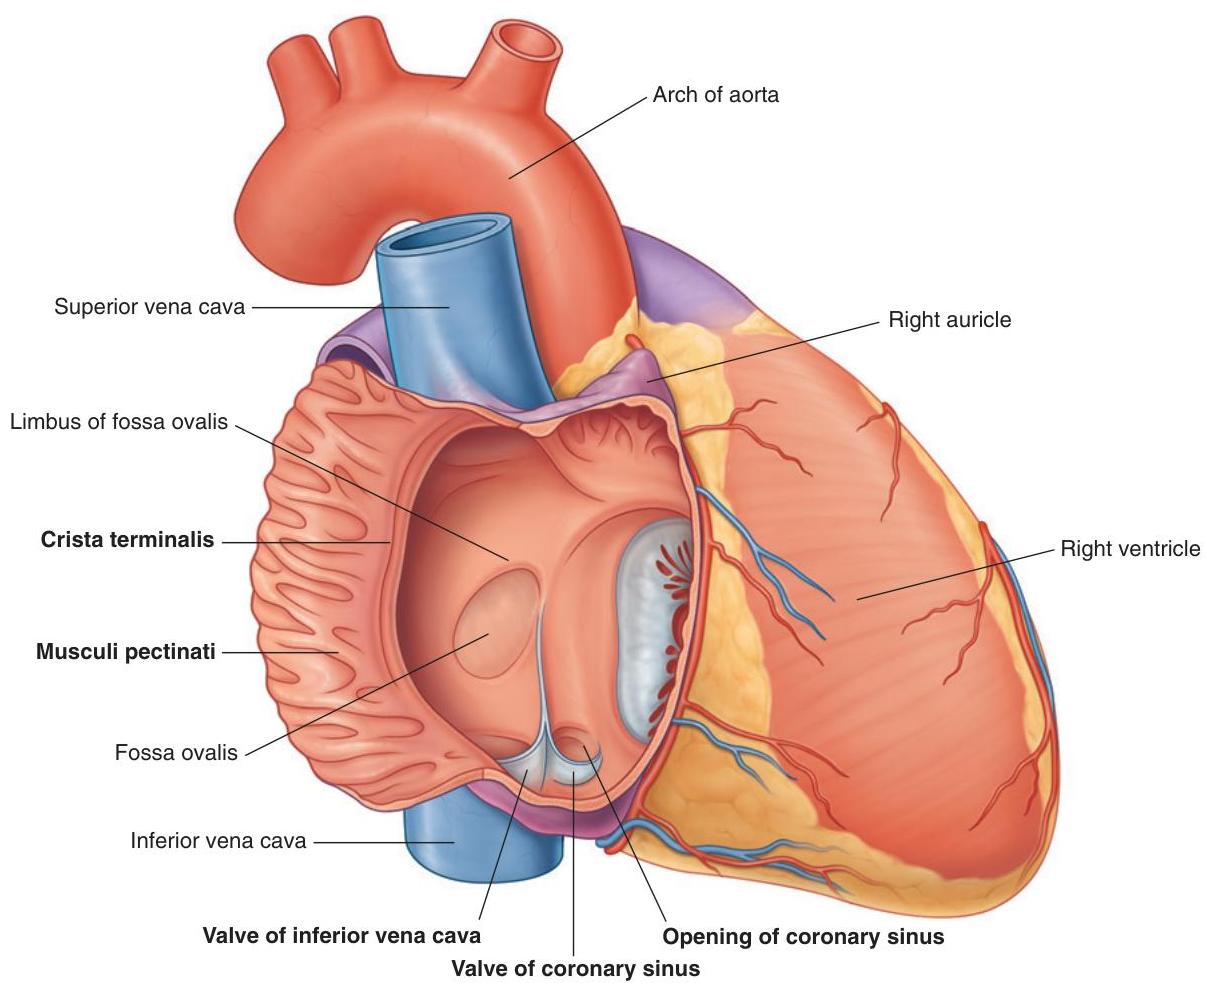 Arch of aorta
Superior vena cava
Right auricle
Limbus of fossa ovalis
Crista terminalis
Right ventricle
Musculi pectinati
Fossa ovalis
Inferior vena cava
Valve of inferior vena cava
Opening of coronary sinus
Valve of coronary sinus